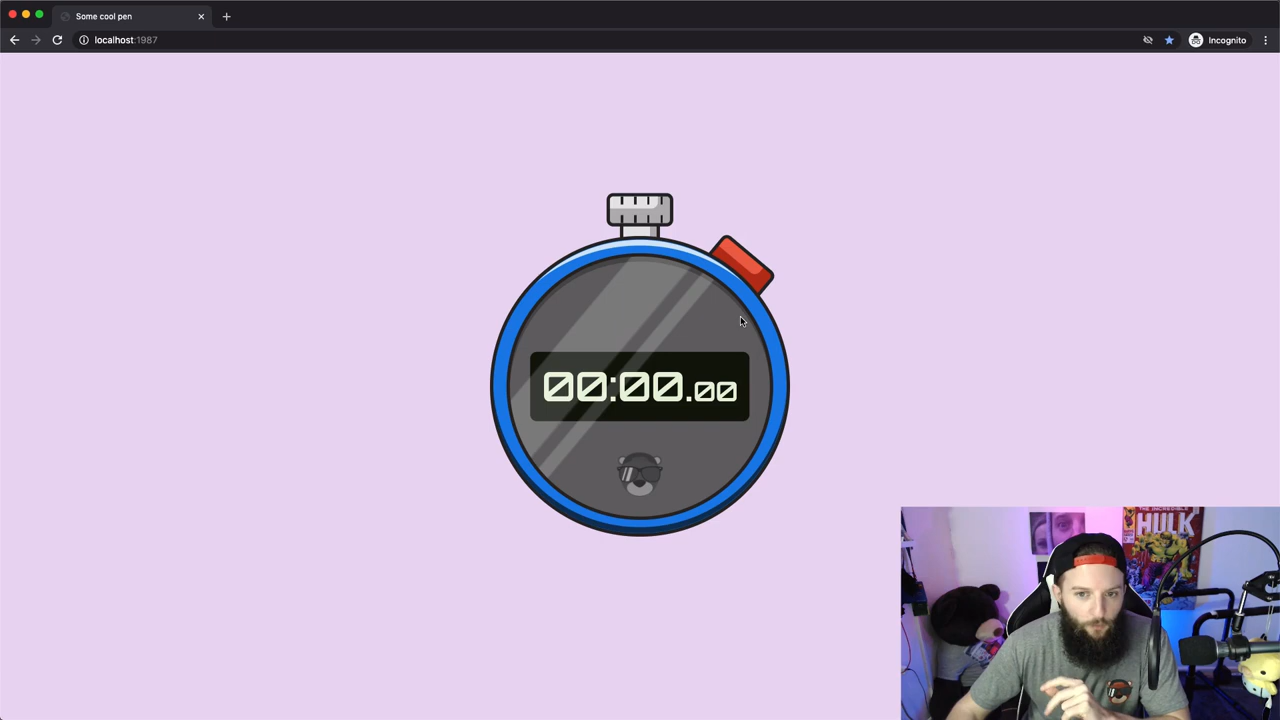 Some cool pen
localhost:1987
Incognito
00:00.00
THE INCREDIBLE
HULK